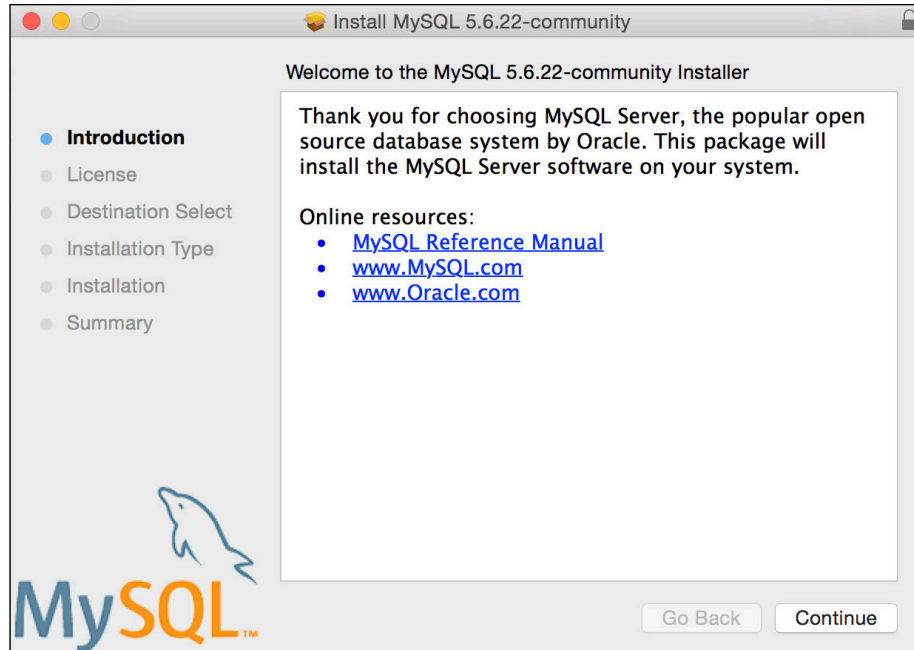 Install MySQL 5.6.22-community
Welcome to the MySQL 5.6.22-community Installer
Introduction
License
Destination Select
Installation Type
Installation
Summary
Thank you for choosing MySQL Server, the popular open
source database system by Oracle. This package will
install the MySQL Server software on your system.
Online resources:
• MySQL Reference Manual
• www.MySQL.com
• www.Oracle.com
MySQL™
Go Back
Continue